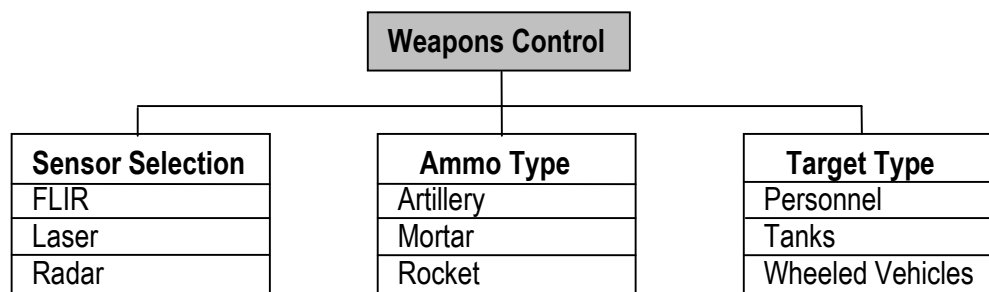 Weapons Control
Sensor Selection
FLIR
Laser
Radar
Ammo Type
Artillery
Mortar
Rocket
Target Type
Personnel
Tanks
Wheeled Vehicles